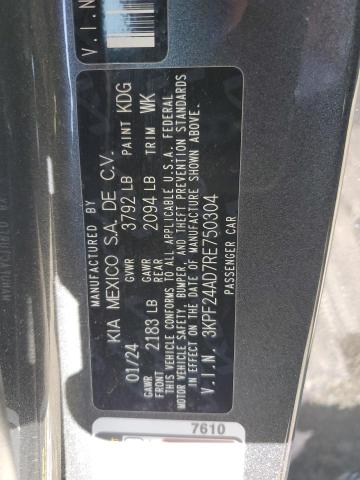 V.I.N
MANUFACTURED BY
KIA MEXICO S.A. DE C.V.
01/24 GVWR 3792 LB PAINT KDG
GAWR FRONT 2183 LB GAWR REAR 2094 LB TRIM WK
THIS VEHICLE CONFORMS TO ALL APPLICABLE U.S.A. FEDERAL
MOTOR VEHICLE SAFETY, BUMPER, AND THEFT PREVENTION STANDARDS
IN EFFECT ON THE DATE OF MANUFACTURE SHOWN ABOVE.
V.I.N. 3KPF24AD7RE750304
PASSENGER CAR
7610